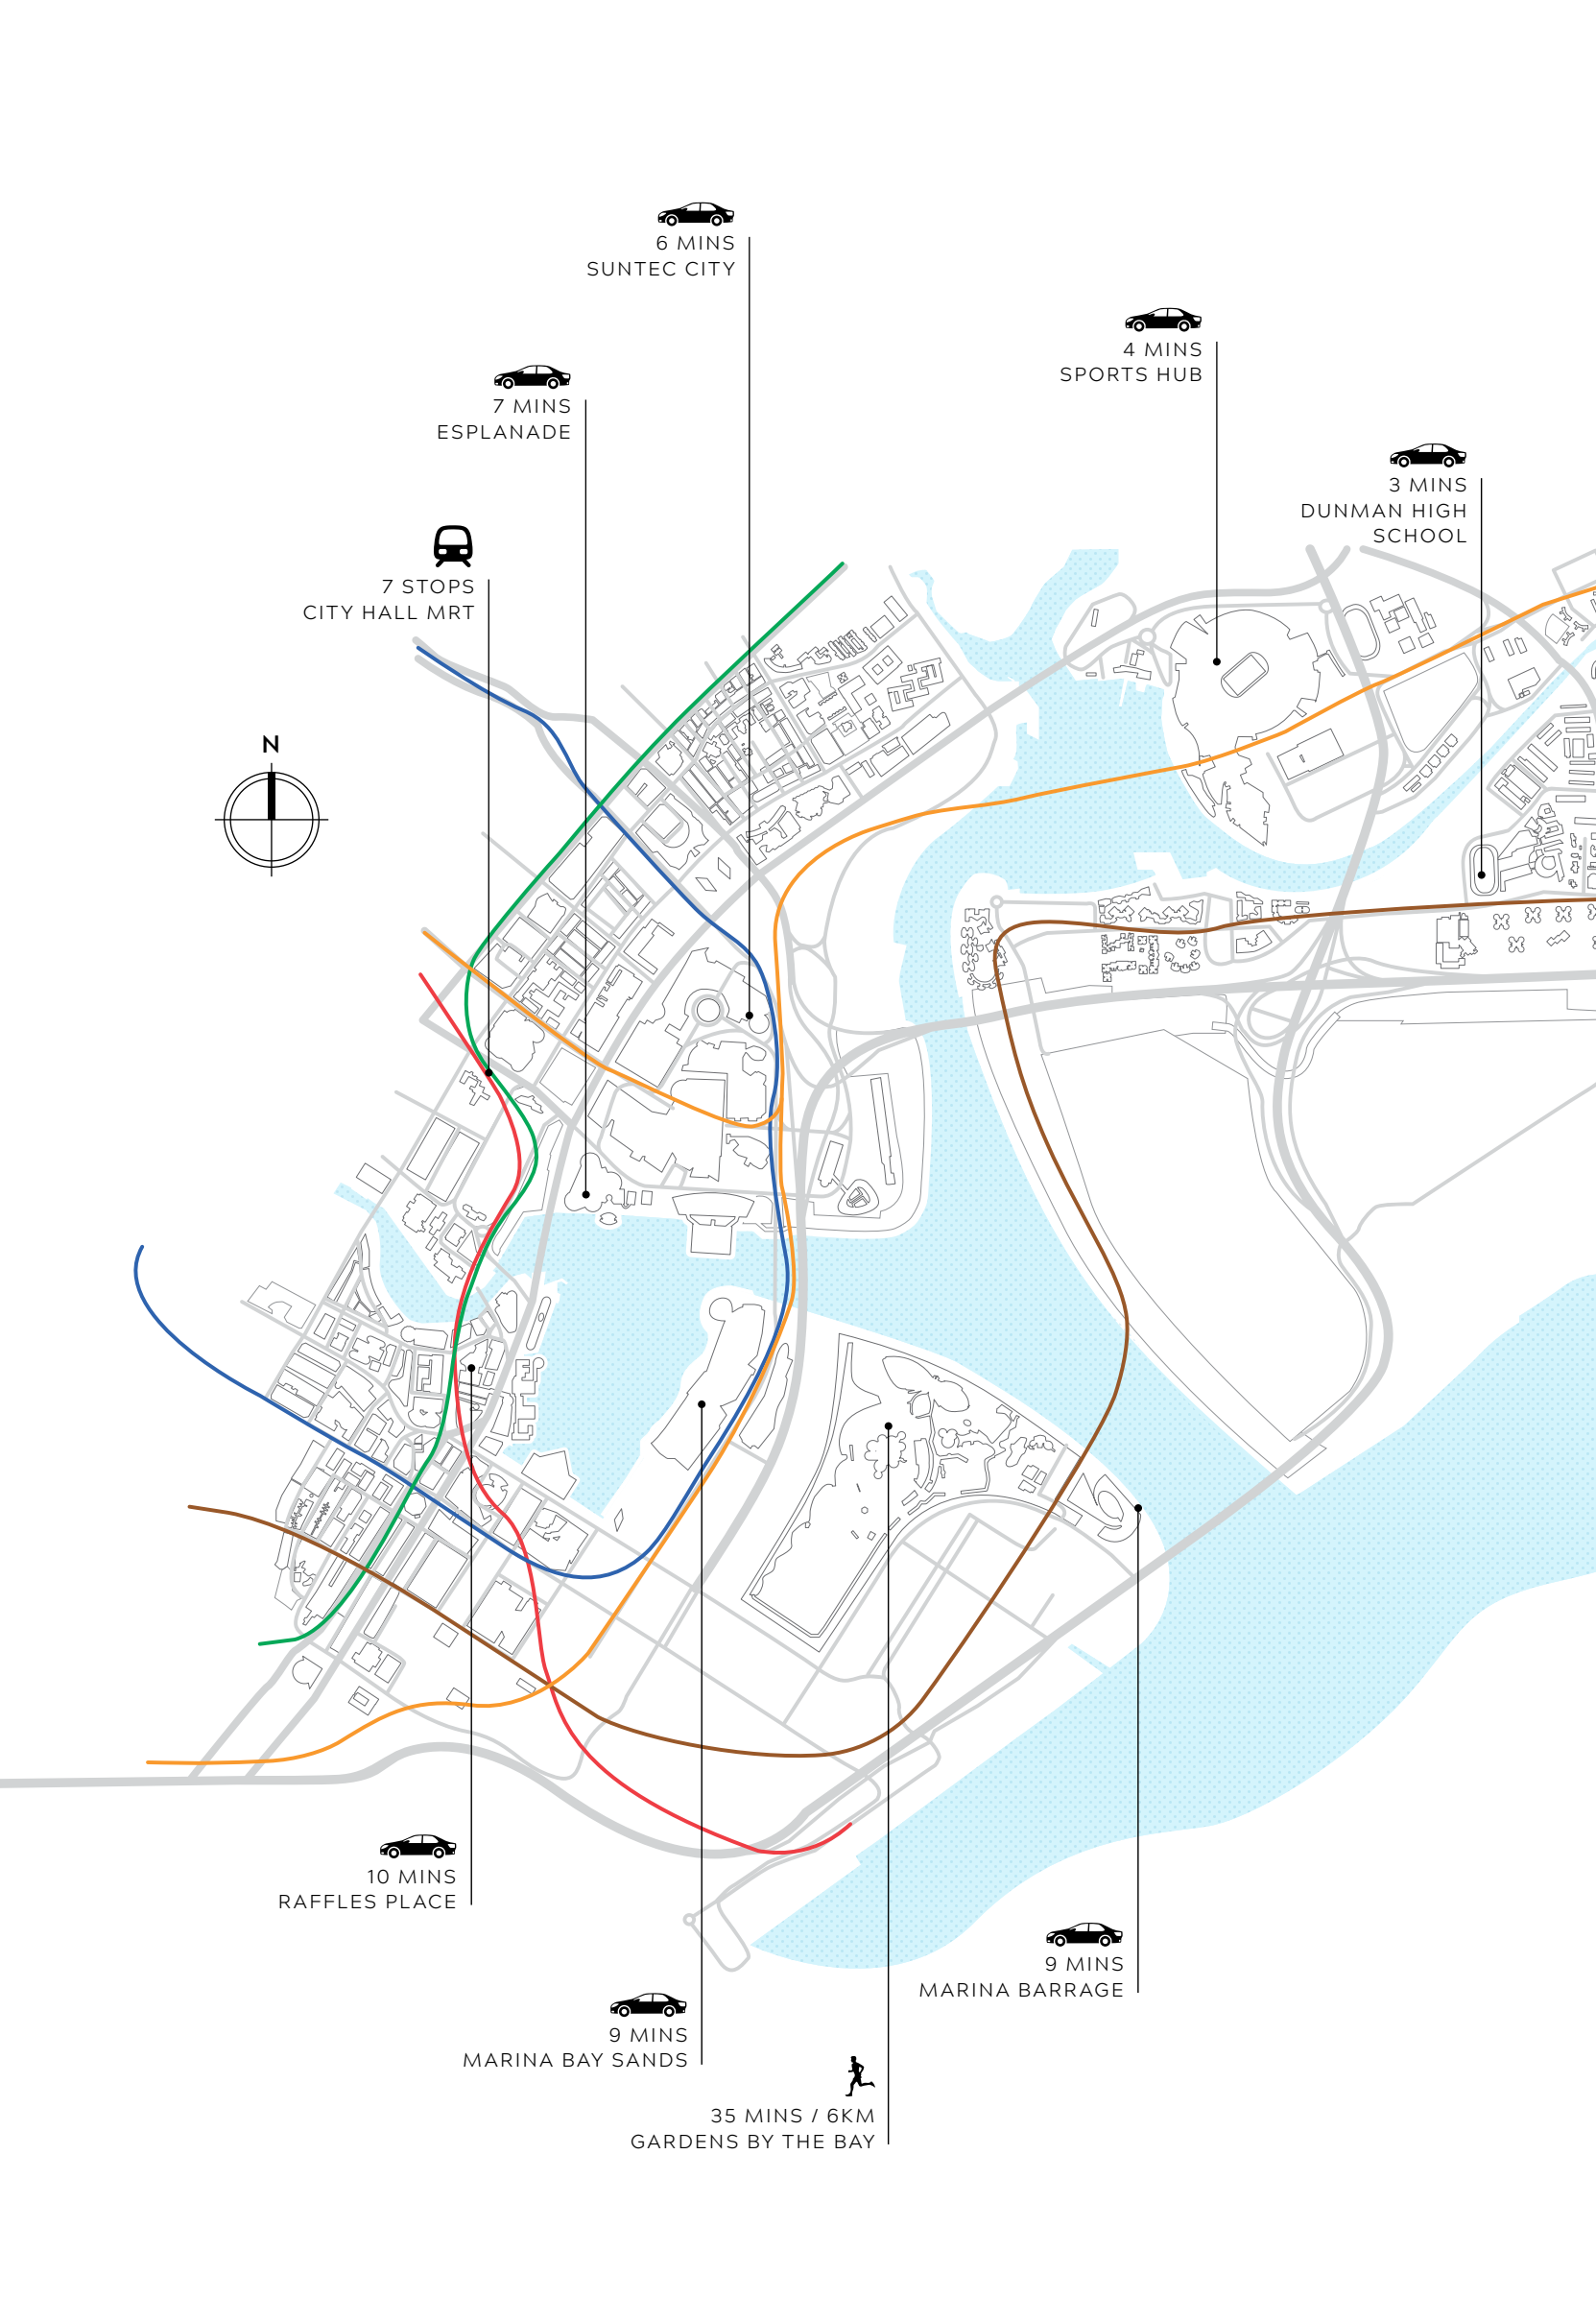 6 MINS
SUNTEC CITY
4 MINS
SPORTS HUB
7 MINS
ESPLANADE
3 MINS
DUNMAN HIGH
SCHOOL
7 STOPS
CITY HALL MRT
N
10 MINS
RAFFLES PLACE
9 MINS
MARINA BARRAGE
9 MINS
MARINA BAY SANDS
35 MINS / 6KM
GARDENS BY THE BAY